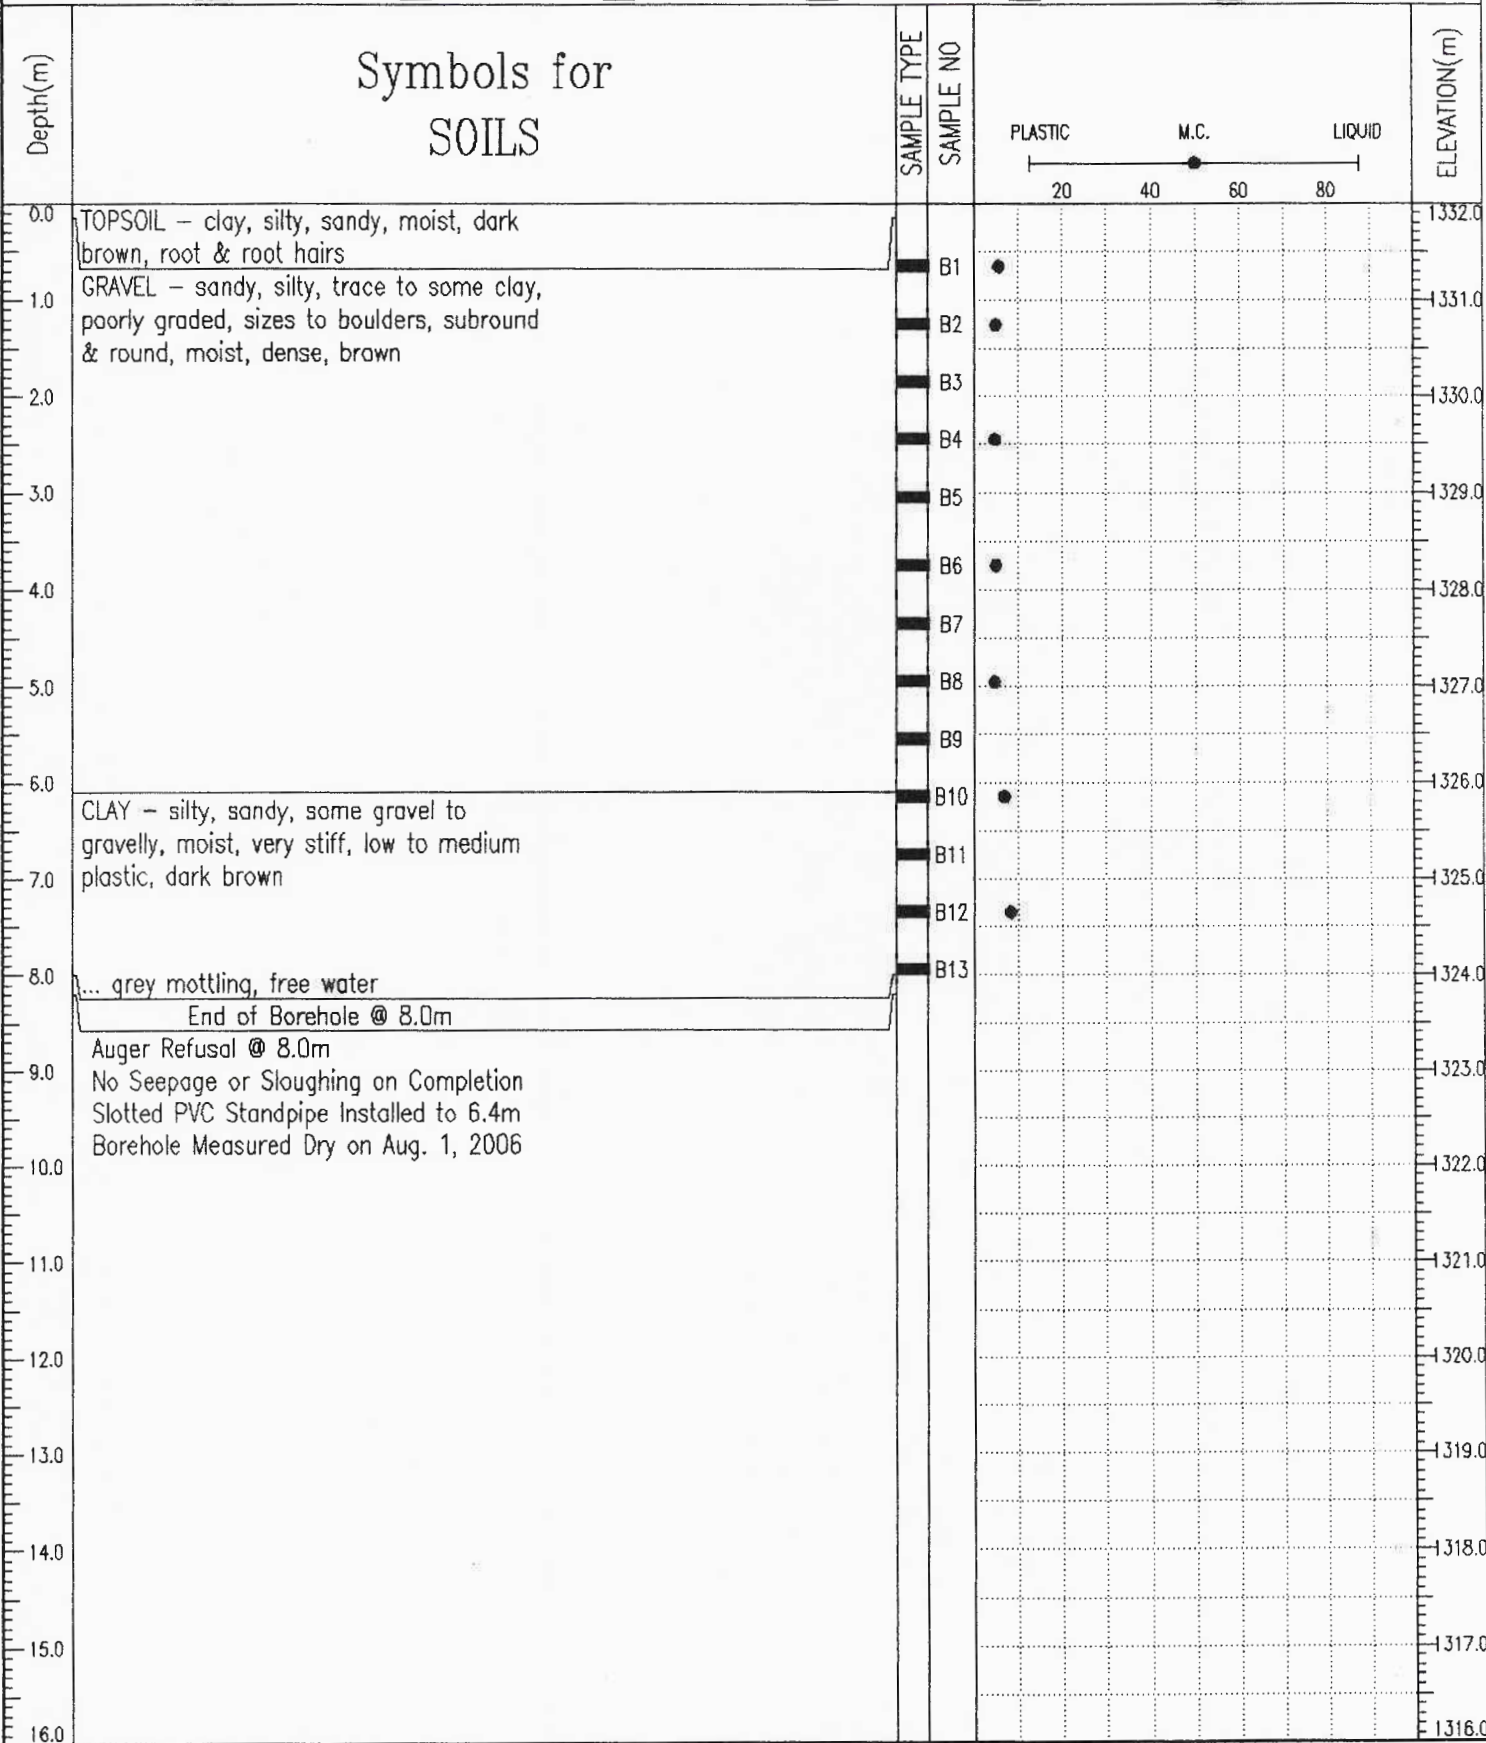 Depth(m)
Symbols for
SOILS
SAMPLE TYPE
SAMPLE NO
PLASTIC M.C. LIQUID
20 40 60 80
ELEVATION(m)
0.0 TOPSOIL – clay, silty, sandy, moist, dark 1332.0
brown, root & root hairs
B1
GRAVEL – sandy, silty, trace to some clay,
1.0 1331.0
poorly graded, sizes to boulders, subround B2
& round, moist, dense, brown
B3
2.0 1330.0
B4
3.0 B5 1329.0
B6
4.0 1328.0
B7
5.0 B8 1327.0
B9
6.0 1326.0
B10
CLAY – silty, sandy, some gravel to
gravelly, moist, very stiff, low to medium
B11
7.0 plastic, dark brown 1325.0
B12
8.0 B13 1324.0
... grey mottling, free water
End of Borehole @ 8.0m
Auger Refusal @ 8.0m
9.0 1323.0
No Seepage or Sloughing on Completion
Slotted PVC Standpipe Installed to 6.4m
Borehole Measured Dry on Aug. 1, 2006
10.0 1322.0
11.0 1321.0
12.0 1320.0
13.0 1319.0
14.0 1318.0
15.0 1317.0
16.0 1316.0